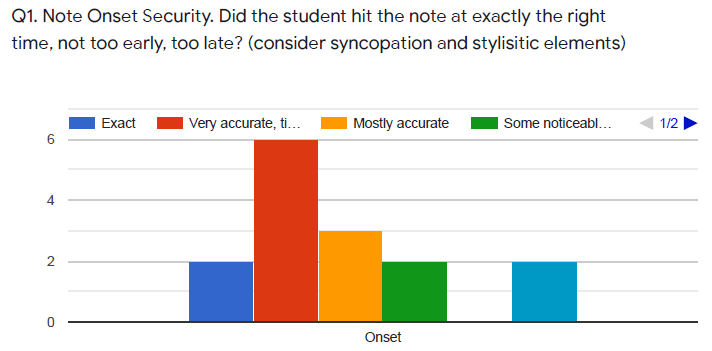 Q1. Note Onset Security. Did the student hit the note at exactly the right
time, not too early, too late? (consider syncopation and stylisitic elements)
Exact Very accurate, ti... Mostly accurate Some noticeabl... 1/2
6
4
2
0
Onset